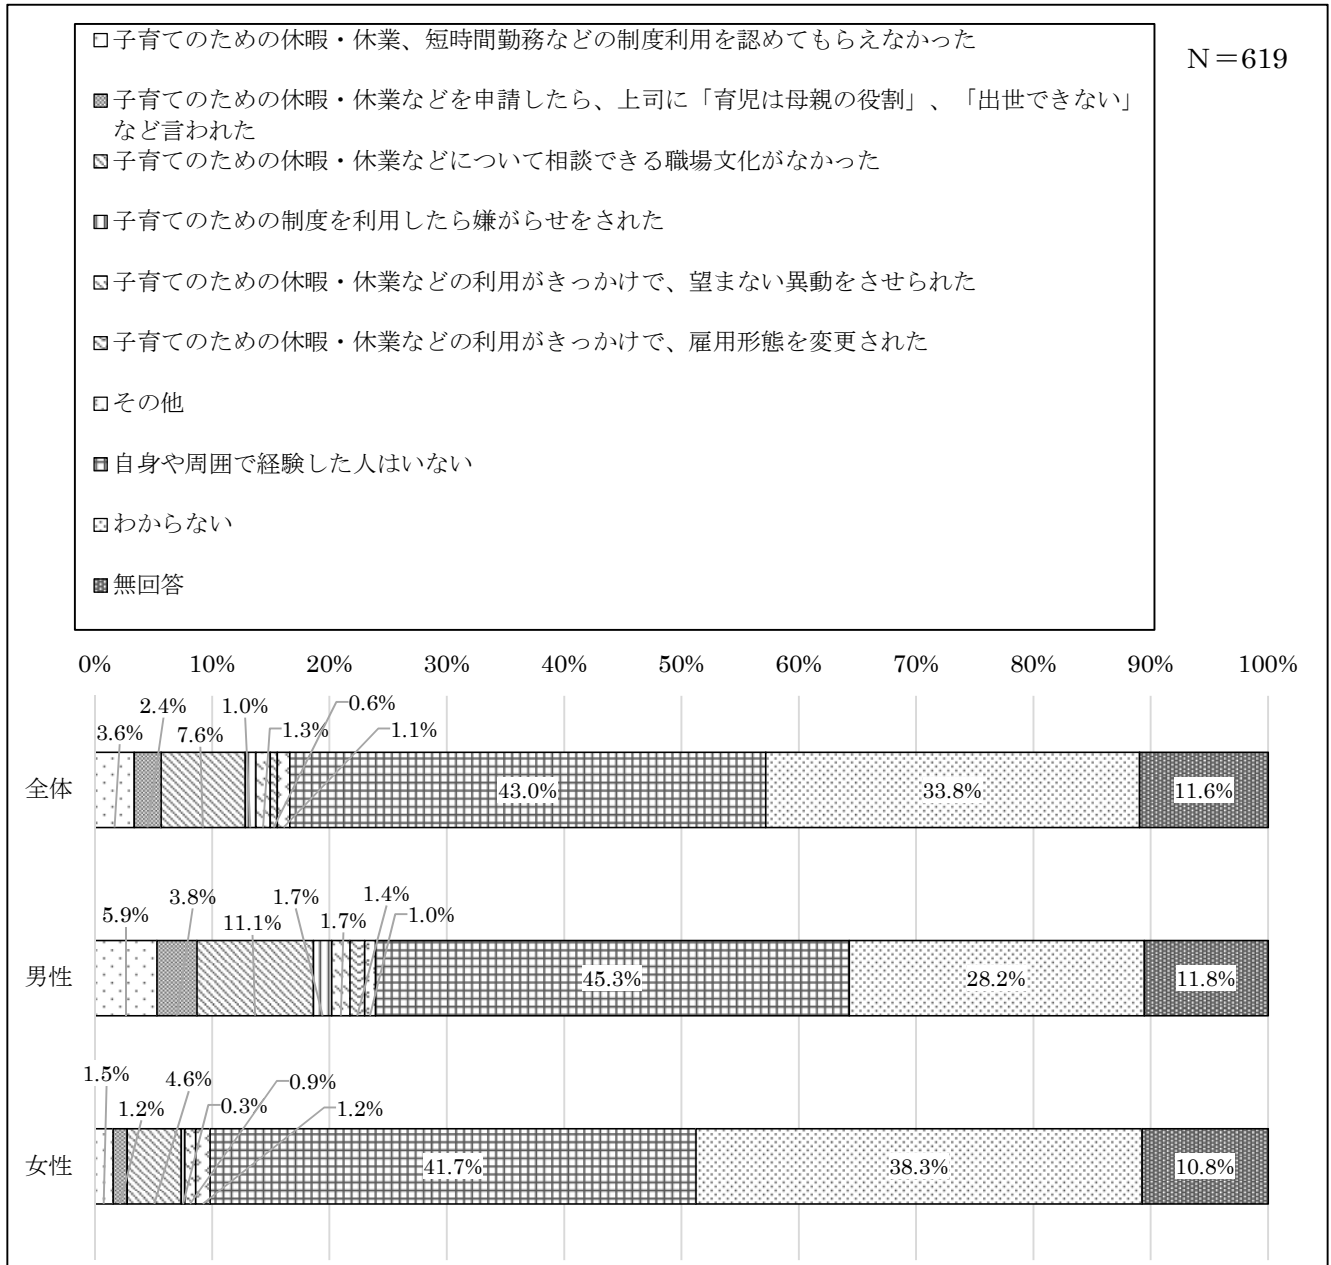 子育てのための休暇・休業、短時間勤務などの制度利用を認めてもらえなかった
N=619
子育てのための休暇・休業などを申請したら、上司に「育児は母親の役割」、「出世できない」
など言われた
子育てのための休暇・休業などについて相談できる職場文化がなかった
子育てのための制度を利用したら嫌がらせをされた
子育てのための休暇・休業などの利用がきっかけで、望まない異動をさせられた
子育てのための休暇・休業などの利用がきっかけで、雇用形態を変更された
その他
自身や周囲で経験した人はいない
わからない
無回答
0% 10% 20% 30% 40% 50% 60% 70% 80% 90% 100%
2.4% 1.0% 0.6%
3.6% 7.6% 1.3% 1.1%
全体 43.0% 33.8% 11.6%
3.8% 1.7% 1.4%
5.9% 11.1% 1.7% 1.0%
男性 45.3% 28.2% 11.8%
1.5% 4.6% 0.9%
1.2% 0.3% 1.2%
女性 41.7% 38.3% 10.8%